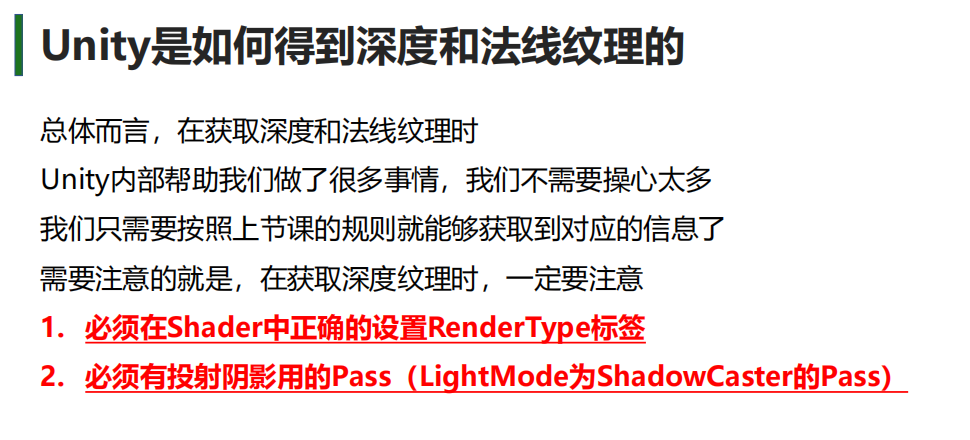 Unity是如何得到深度和法线纹理的
总体而言，在获取深度和法线纹理时
Unity内部帮助我们做了很多事情，我们不需要操心太多
我们只需要按照上节课的规则就能够获取到对应的信息了
需要注意的就是，在获取深度纹理时，一定要注意
1. 必须在Shader中正确的设置RenderType标签
2. 必须有投射阴影用的Pass（LightMode为ShadowCaster的Pass）